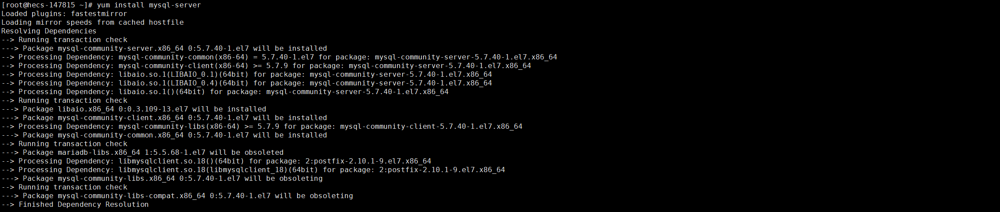 [root@hecs-147815 ~]# yum install mysql-server
Loaded plugins: fastestmirror
Loading mirror speeds from cached hostfile
Resolving Dependencies
--> Running transaction check
---> Package mysql-community-server.x86_64 0:5.7.40-1.el7 will be installed
--> Processing Dependency: mysql-community-common(x86-64) = 5.7.40-1.el7 for package: mysql-community-server-5.7.40-1.el7.x86_64
--> Processing Dependency: mysql-community-client(x86-64) >= 5.7.9 for package: mysql-community-server-5.7.40-1.el7.x86_64
--> Processing Dependency: libaio.so.1(LIBAIO_0.1)(64bit) for package: mysql-community-server-5.7.40-1.el7.x86_64
--> Processing Dependency: libaio.so.1(LIBAIO_0.4)(64bit) for package: mysql-community-server-5.7.40-1.el7.x86_64
--> Processing Dependency: libaio.so.1()(64bit) for package: mysql-community-server-5.7.40-1.el7.x86_64
--> Running transaction check
---> Package libaio.x86_64 0:0.3.109-13.el7 will be installed
---> Package mysql-community-client.x86_64 0:5.7.40-1.el7 will be installed
--> Processing Dependency: mysql-community-libs(x86-64) >= 5.7.9 for package: mysql-community-client-5.7.40-1.el7.x86_64
---> Package mysql-community-common.x86_64 0:5.7.40-1.el7 will be installed
--> Running transaction check
---> Package mariadb-libs.x86_64 1:5.5.68-1.el7 will be obsoleted
--> Processing Dependency: libmysqlclient.so.18()(64bit) for package: 2:postfix-2.10.1-9.el7.x86_64
--> Processing Dependency: libmysqlclient.so.18(libmysqlclient_18)(64bit) for package: 2:postfix-2.10.1-9.el7.x86_64
---> Package mysql-community-libs.x86_64 0:5.7.40-1.el7 will be obsoleting
--> Running transaction check
---> Package mysql-community-libs-compat.x86_64 0:5.7.40-1.el7 will be obsoleting
--> Finished Dependency Resolution